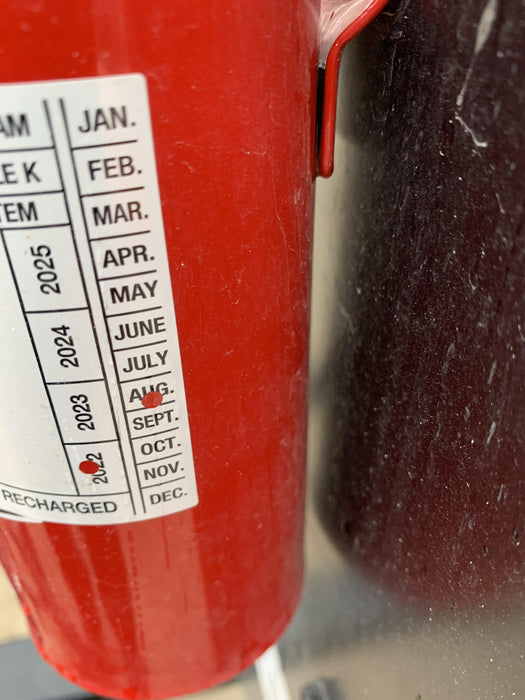 AM
LE K
TEM
2025
2024
2023
2022
RECHARGED
JAN.
FEB.
MAR.
APR.
MAY
JUNE
JULY
AUG.
SEPT.
OCT.
NOV.
DEC.